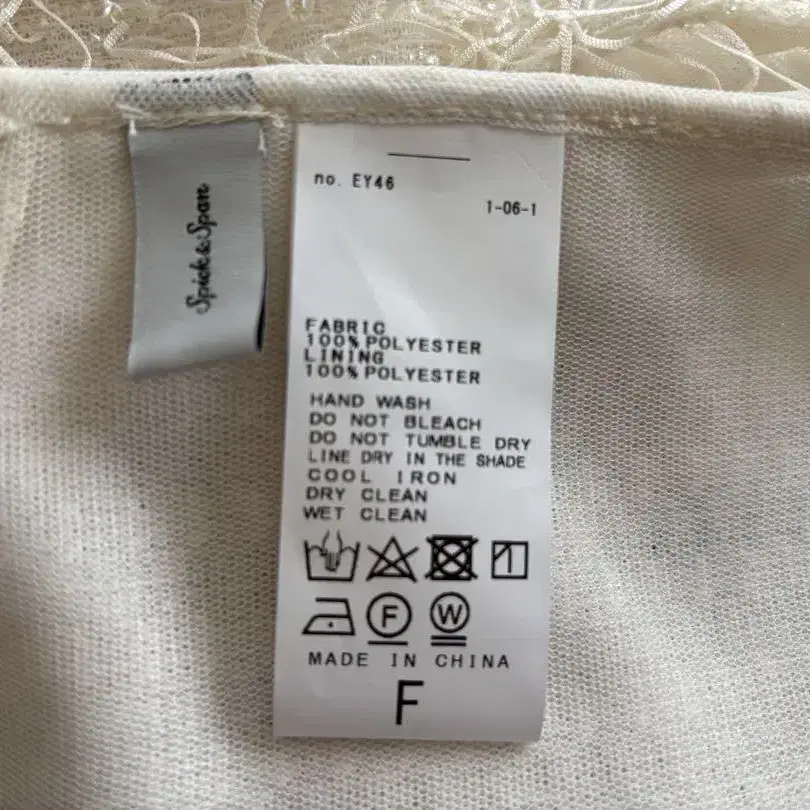 Spick&Span
no. EY46
1-06-1
FABRIC
100% POLYESTER
LINING
100% POLYESTER
HAND WASH
DO NOT BLEACH
DO NOT TUMBLE DRY
LINE DRY IN THE SHADE
COOL IRON
DRY CLEAN
WET CLEAN
F W
MADE IN CHINA
F